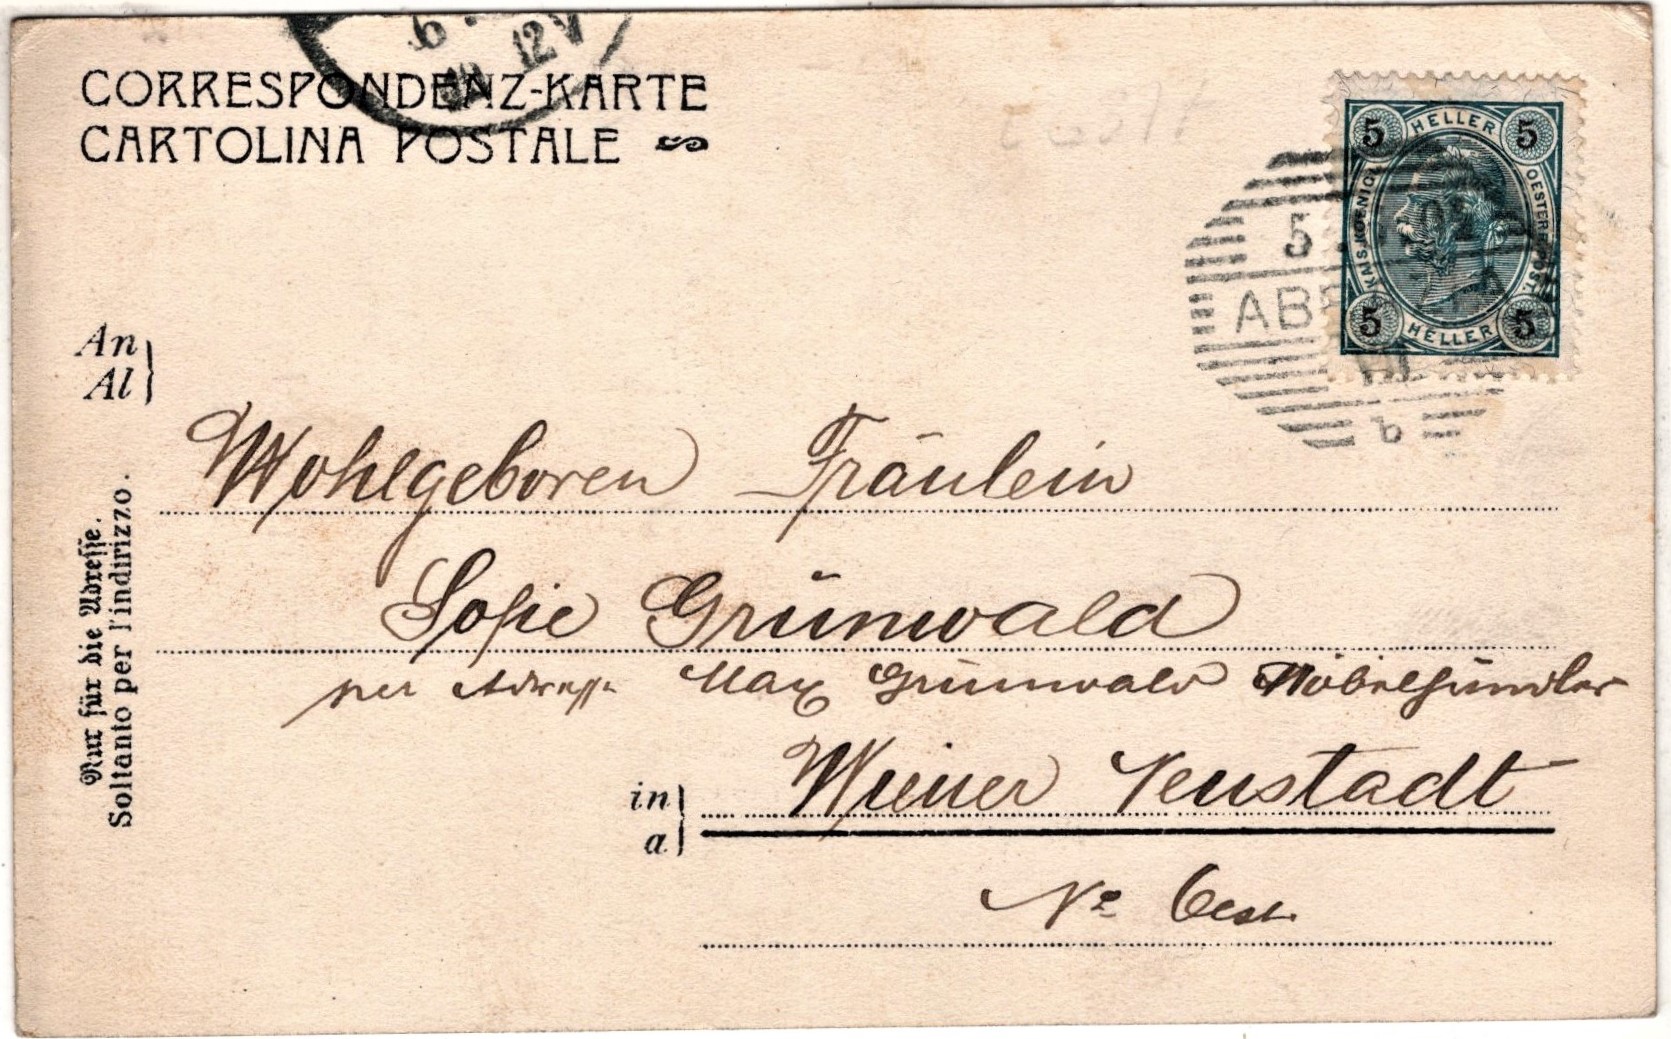 6
12V
CORRESPONDENZ-KARTE
CARTOLINA POSTALE
5 HELLER 5
KAIS. KOENIGL. OESTERR. POST.
5 HELLER 5
5
02
b
An
Al
Nur für die Adresse.
Soltanto per l'indirizzo.
Wohlgeboren Fräulein
Sofie Grünwald
per Adresse Max Grünwald Möbelhändler
in
a
Wiener Neustadt
Ne Oest.